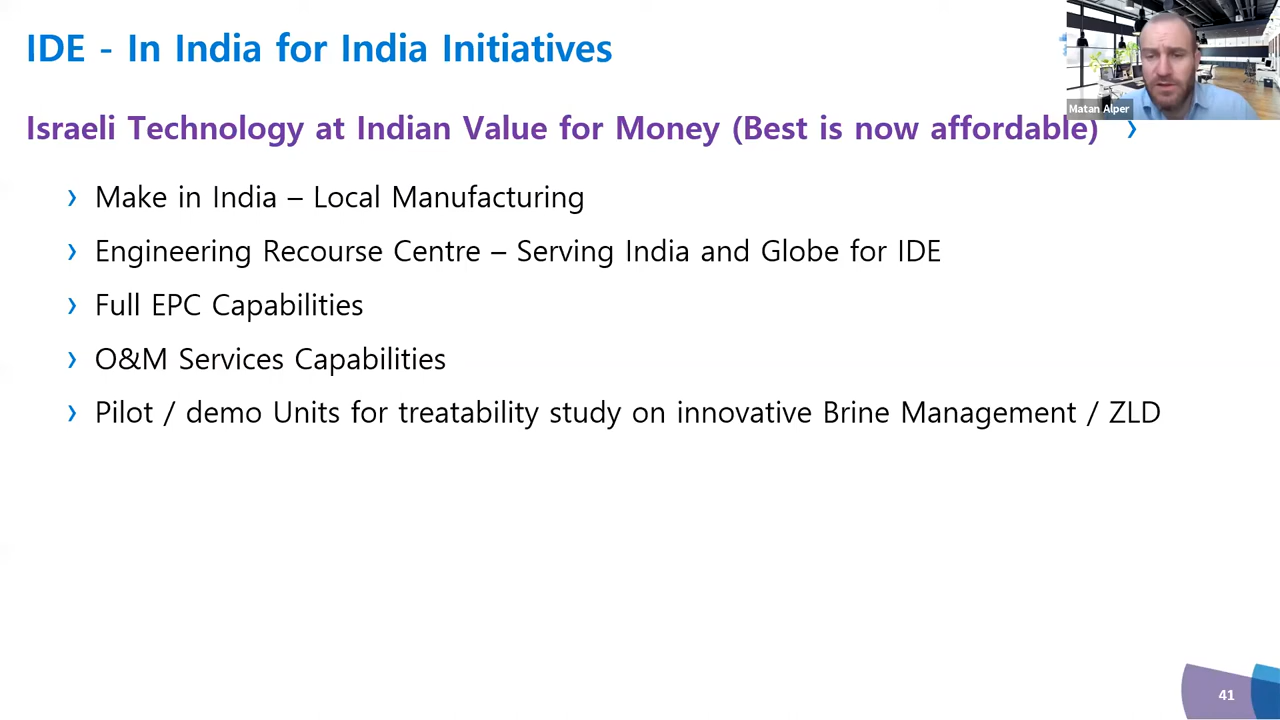 IDE - In India for India Initiatives
Matan Alper
Israeli Technology at Indian Value for Money (Best is now affordable) ›
› Make in India – Local Manufacturing
› Engineering Recourse Centre – Serving India and Globe for IDE
› Full EPC Capabilities
› O&M Services Capabilities
› Pilot / demo Units for treatability study on innovative Brine Management / ZLD
41